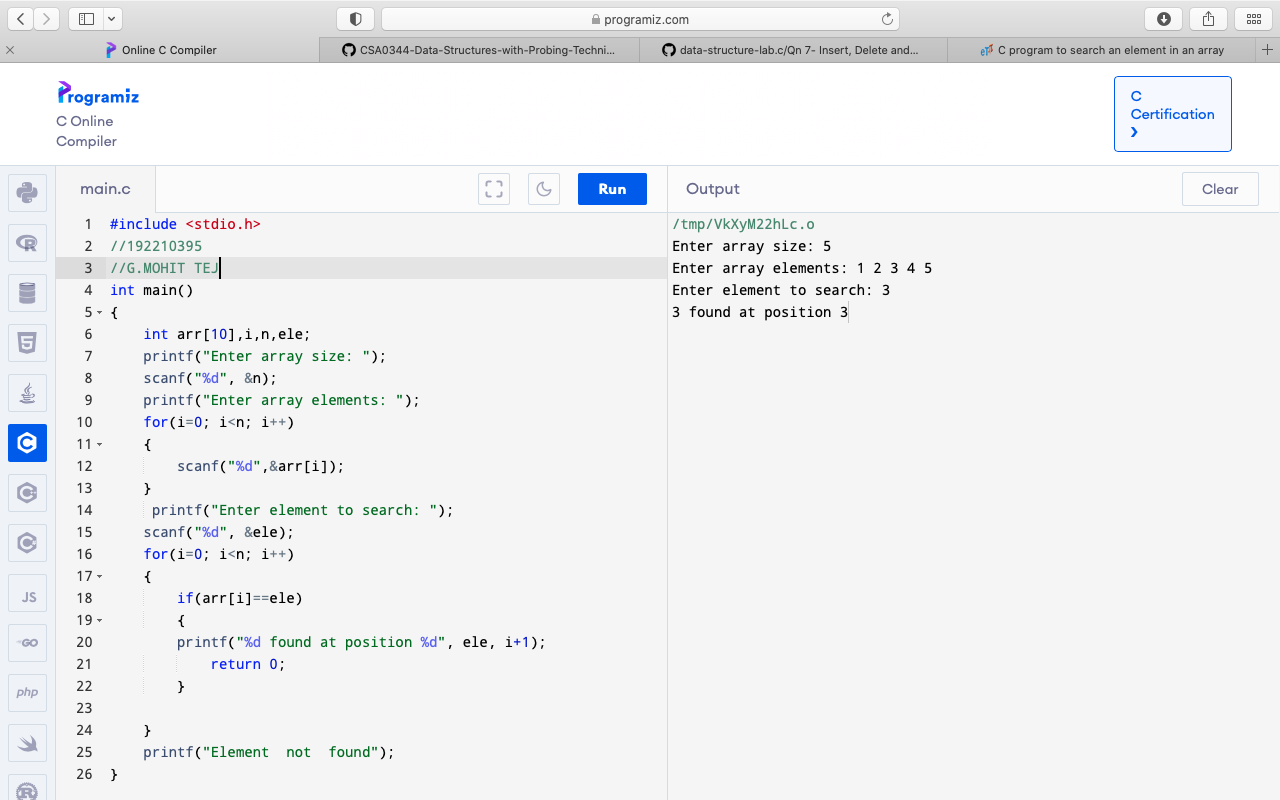 programiz.com
Online C Compiler
CSA0344-Data-Structures-with-Probing-Techni...
data-structure-lab.c/Qn 7- Insert, Delete and...
C program to search an element in an array
Programiz
C Online
Compiler
C
Certification
main.c
Run
Output
Clear
1 #include <stdio.h>
2 //192210395
3 //G.MOHIT TEJ
4 int main()
5 {
6 int arr[10],i,n,ele;
7 printf("Enter array size: ");
8 scanf("%d", &n);
9 printf("Enter array elements: ");
10 for(i=0; i<n; i++)
11 {
12 scanf("%d",&arr[i]);
13 }
14 printf("Enter element to search: ");
15 scanf("%d", &ele);
16 for(i=0; i<n; i++)
17 {
18 if(arr[i]==ele)
19 {
20 printf("%d found at position %d", ele, i+1);
21 return 0;
22 }
23
24 }
25 printf("Element  not  found");
26 }
/tmp/VkXyM22hLc.o
Enter array size: 5
Enter array elements: 1 2 3 4 5
Enter element to search: 3
3 found at position 3
JS
GO
php